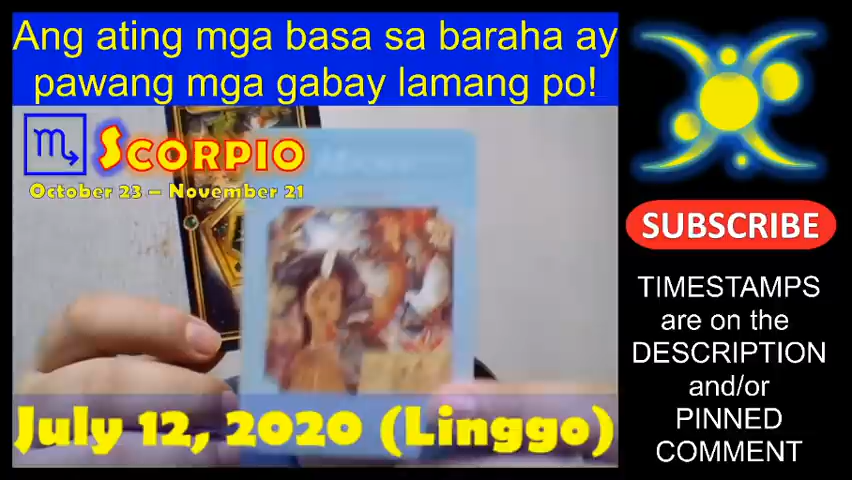 Ang ating mga basa sa baraha ay
pawang mga gabay lamang po!
SCORPIO
October 23 – November 21
July 12, 2020 (Linggo)
SUBSCRIBE
TIMESTAMPS
are on the
DESCRIPTION
and/or
PINNED
COMMENT